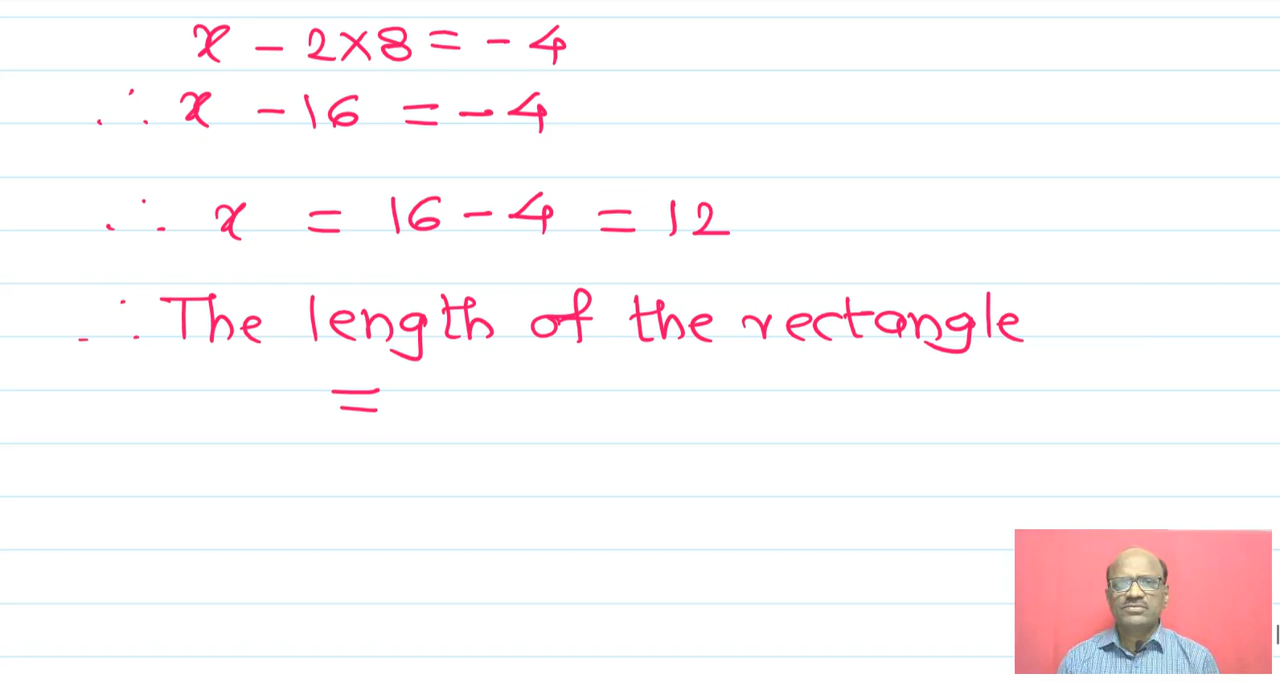 x - 2×8 = - 4
∴ x - 16 = - 4
∴ x = 16 - 4 = 12
∴ The length of the rectangle
=